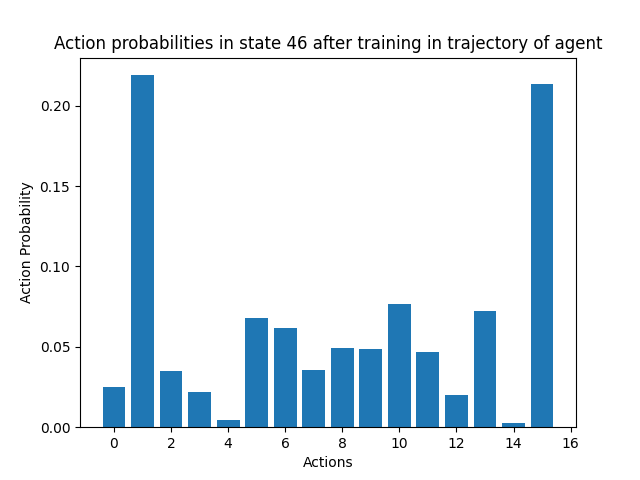 Action probabilities in state 46 after training in trajectory of agent
0.20
0.15
0.10
0.05
0.00
Action Probability
0 2 4 6 8 10 12 14 16
Actions